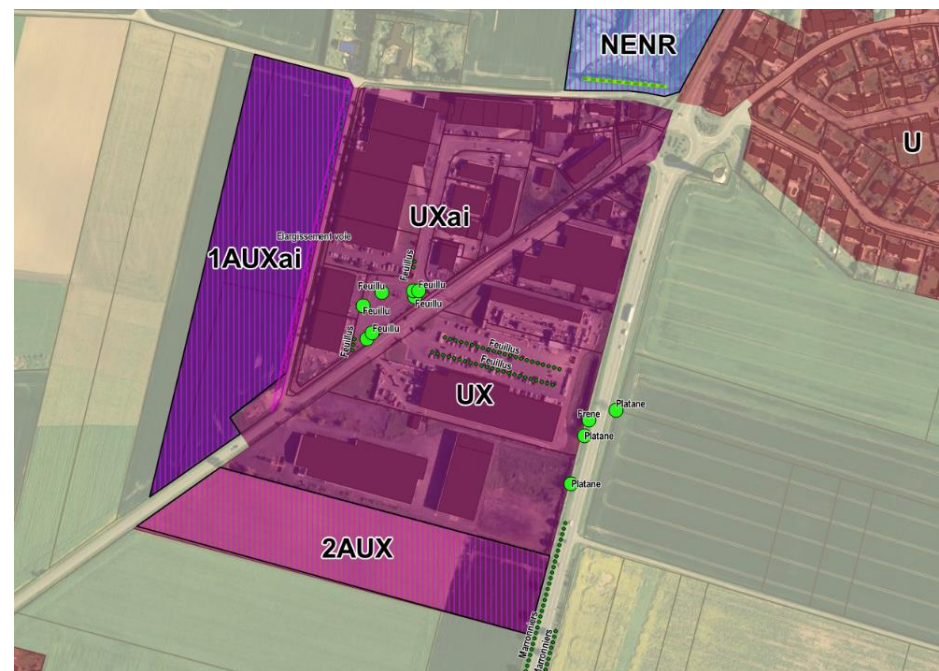 NENR
U
UXai
Elargissement voie
1AUXai
Feuillus
Feuillu
Feuillu
Feuillu
Feuillu
Feuillu
Feuillus
Feuillus
Feuillus
UX
Platane
Frene
Platane
Platane
2AUX
Marronniers
Marronniers